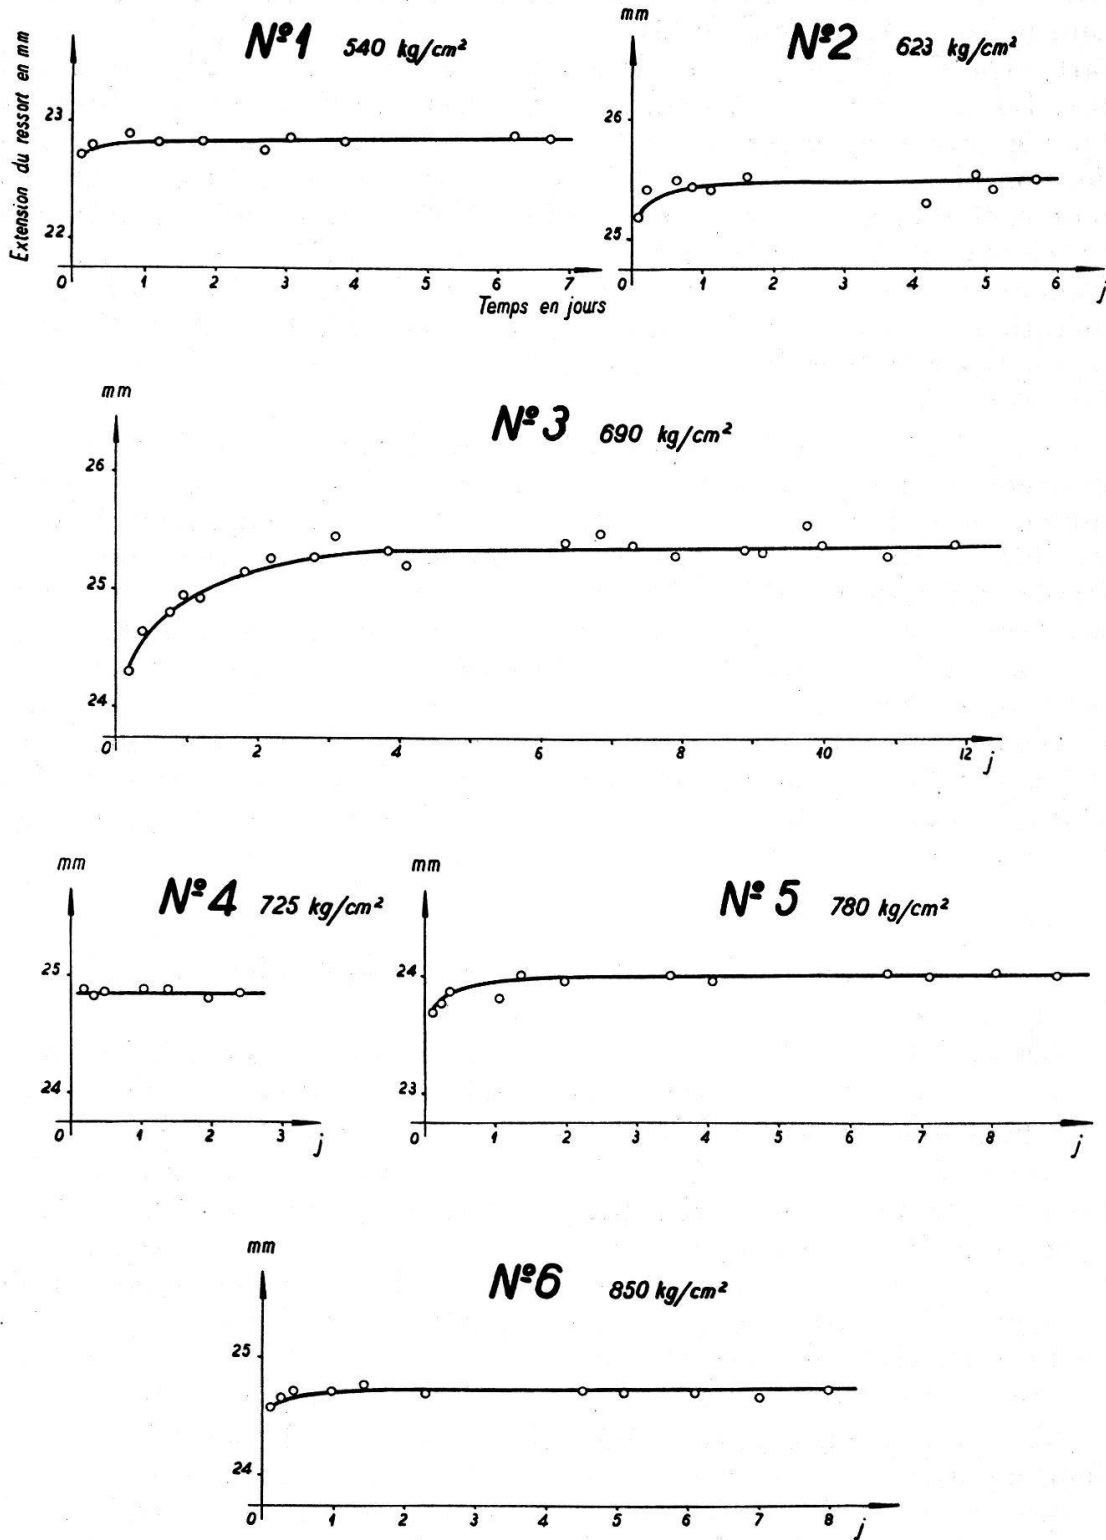 Nº1 540 kg/cm²
Extension du ressort en mm
23
22
0 1 2 3 4 5 6 7
Temps en jours
mm
Nº2 623 kg/cm²
26
25
0 1 2 3 4 5 6
j
mm
Nº3 690 kg/cm²
26
25
24
0 2 4 6 8 10 12
j
mm
Nº4 725 kg/cm²
25
24
0 1 2 3
j
mm
Nº5 780 kg/cm²
24
23
0 1 2 3 4 5 6 7 8
j
mm
Nº6 850 kg/cm²
25
24
0 1 2 3 4 5 6 7 8
j